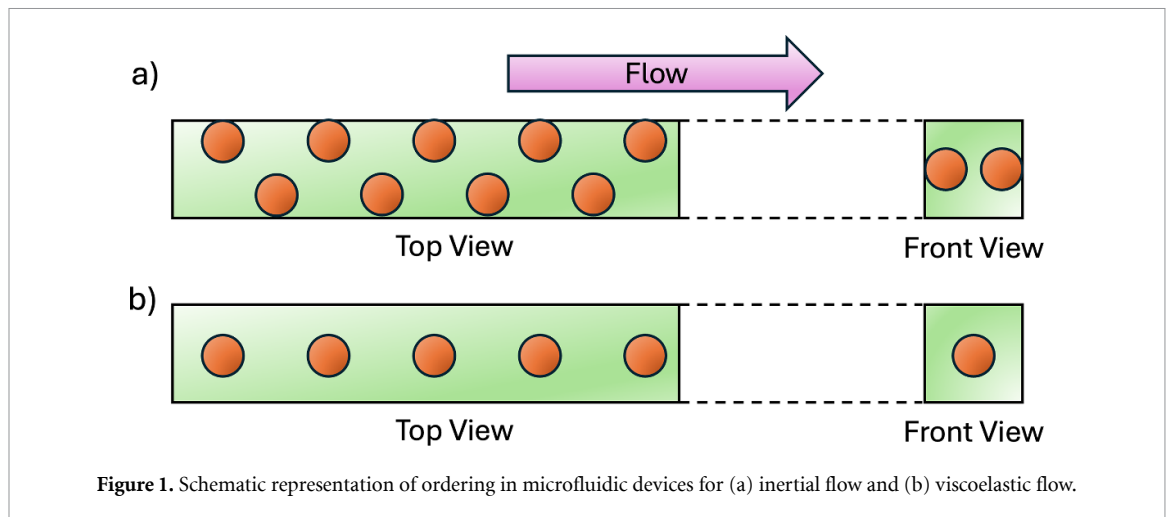 a)
Flow
Top View
Front View
b)
Top View
Front View
Figure 1. Schematic representation of ordering in microfluidic devices for (a) inertial flow and (b) viscoelastic flow.